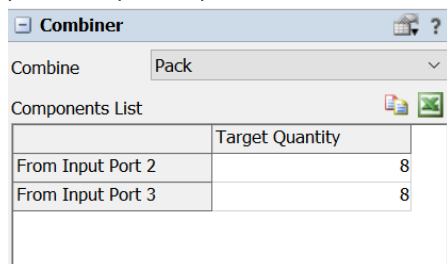 Combiner ?
Combine Pack
Components List
Target Quantity
From Input Port 2 8
From Input Port 3 8